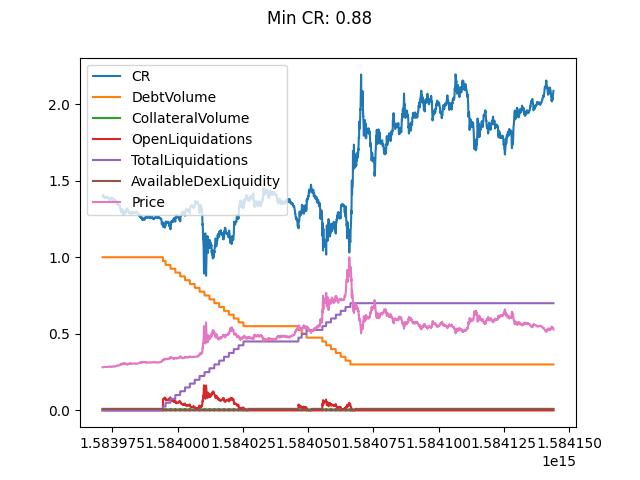 Min CR: 0.88
CR
DebtVolume
CollateralVolume
OpenLiquidations
TotalLiquidations
AvailableDexLiquidity
Price
2.0
1.5
1.0
0.5
0.0
1.583975 1.584000 1.584025 1.584050 1.584075 1.584100 1.584125 1.584150
1e15